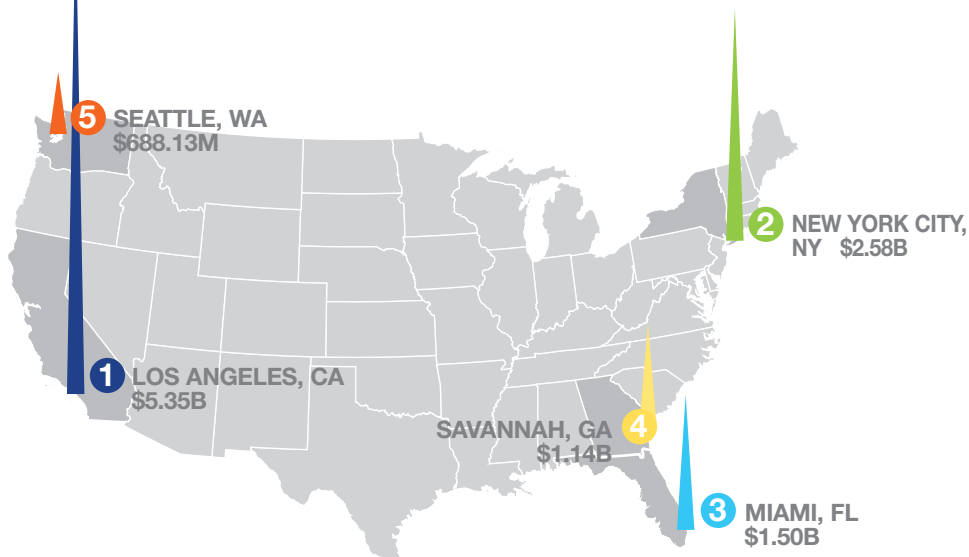 5 SEATTLE, WA
$688.13M
2 NEW YORK CITY,
NY $2.58B
1 LOS ANGELES, CA
$5.35B
SAVANNAH, GA 4
$1.14B
3 MIAMI, FL
$1.50B